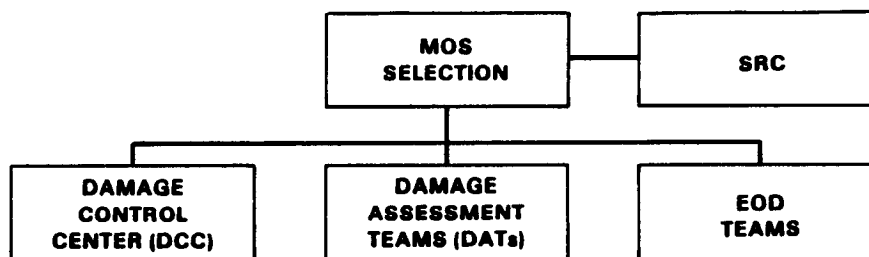 MOS
SELECTION
SRC
DAMAGE
CONTROL
CENTER (DCC)
DAMAGE
ASSESSMENT
TEAMS (DATs)
EOD
TEAMS